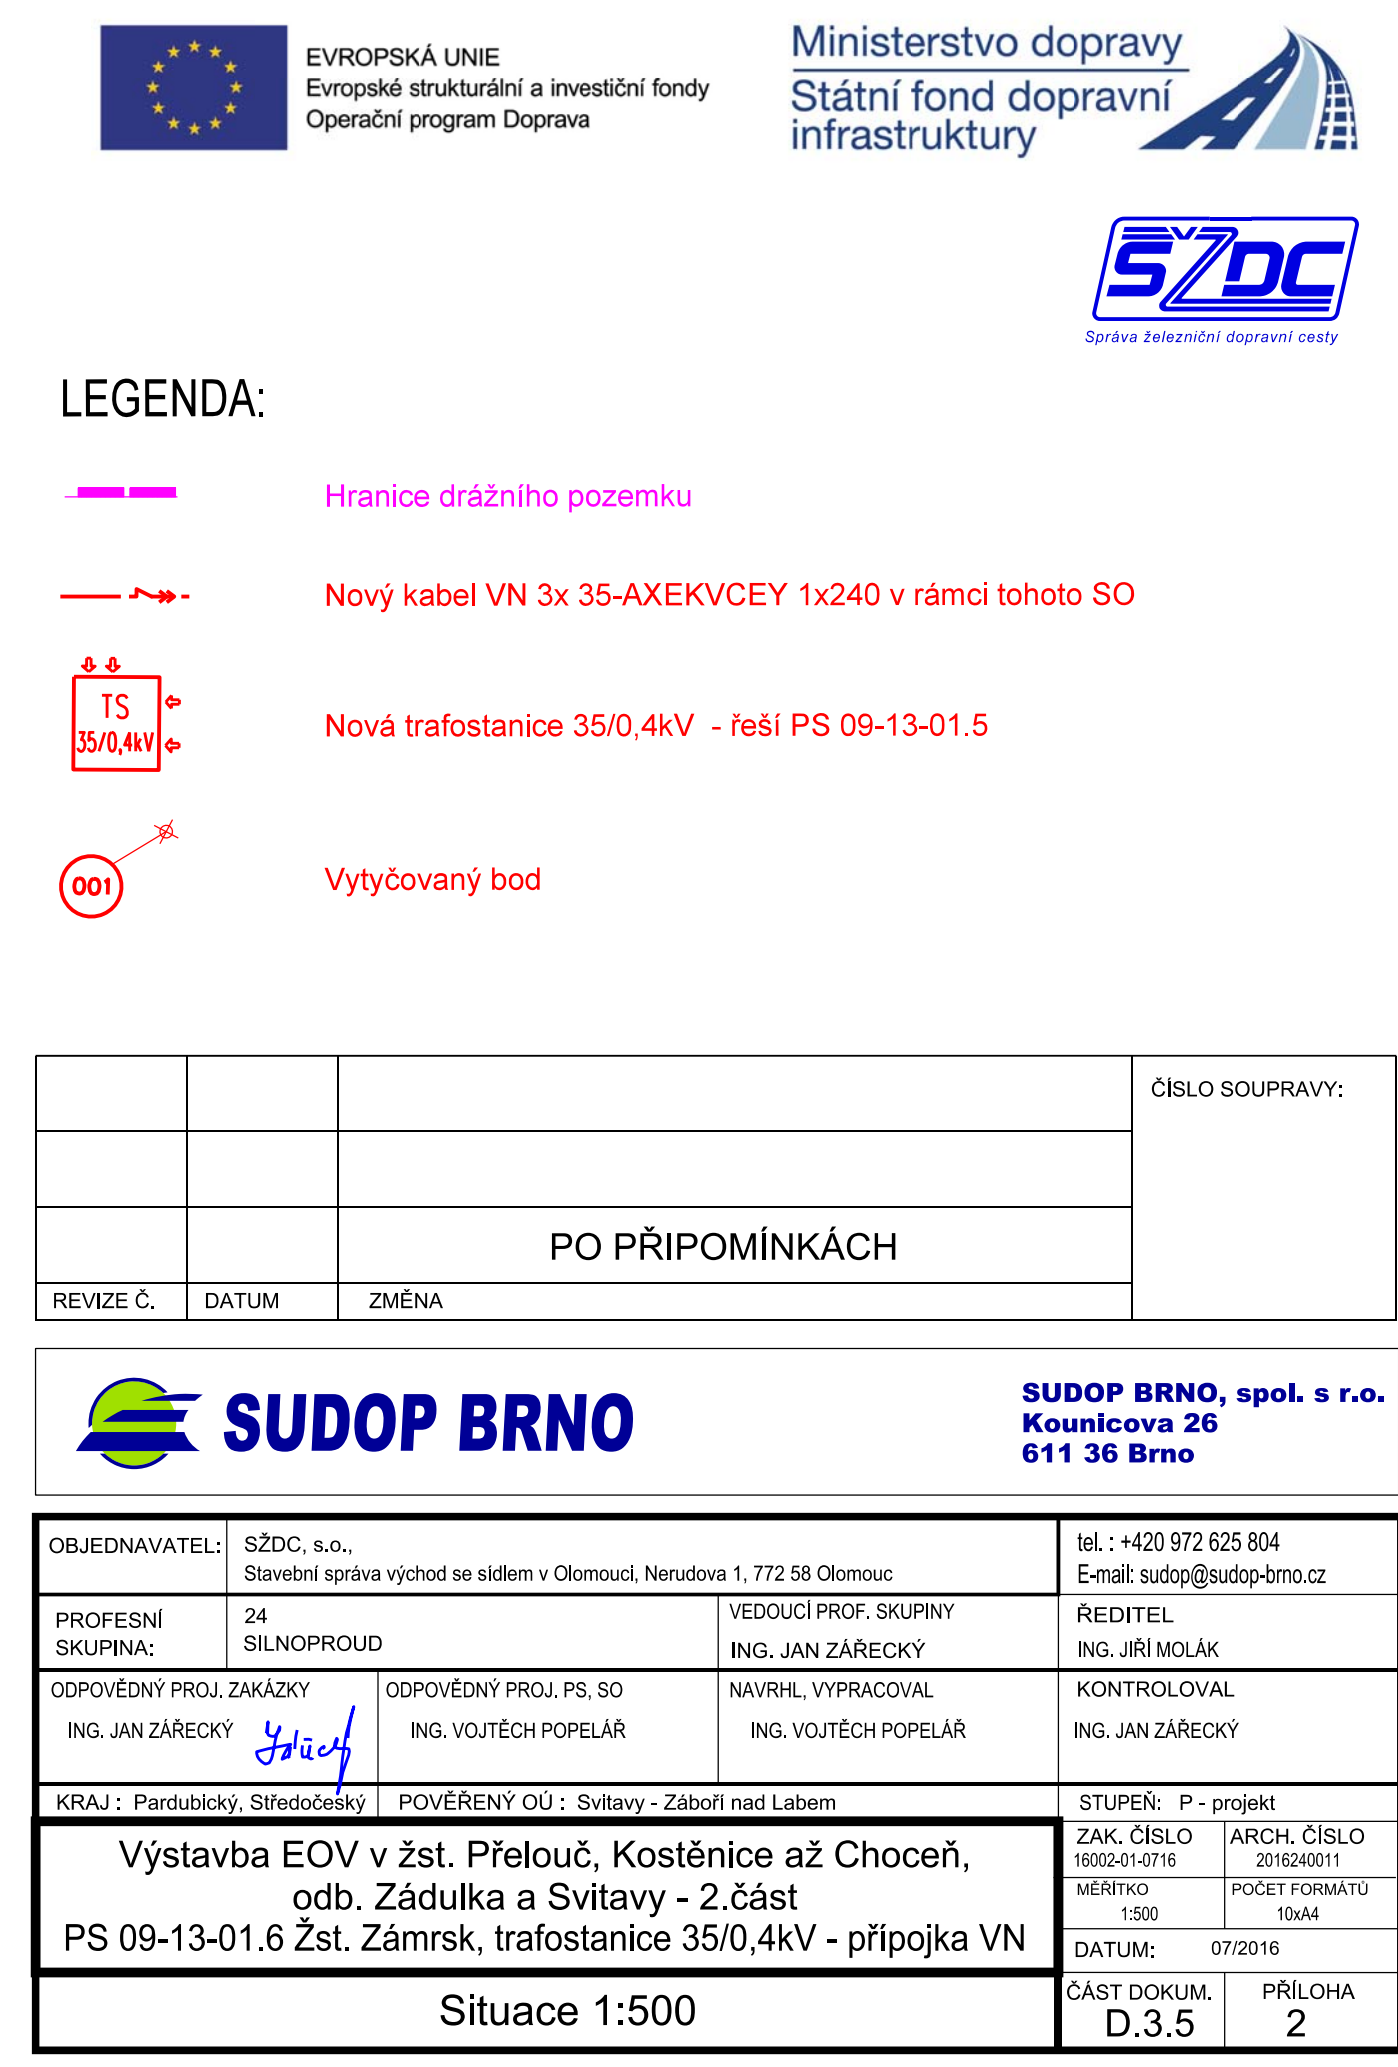 EVROPSKÁ UNIE
Evropské strukturální a investiční fondy
Operační program Doprava
Ministerstvo dopravy
Státní fond dopravní
infrastruktury
SŽDC
Správa železniční dopravní cesty
LEGENDA:
Hranice drážního pozemku
Nový kabel VN 3x 35-AXEKVCEY 1x240 v rámci tohoto SO
TS
35/0,4kV
Nová trafostanice 35/0,4kV - řeší PS 09-13-01.5
001
Vytyčovaný bod
ČÍSLO SOUPRAVY:
PO PŘIPOMÍNKÁCH
REVIZE Č. DATUM ZMĚNA
SUDOP BRNO
SUDOP BRNO, spol. s r.o.
Kounicova 26
611 36 Brno
OBJEDNAVATEL: SŽDC, s.o.,
Stavební správa východ se sídlem v Olomouci, Nerudova 1, 772 58 Olomouc
tel. : +420 972 625 804
E-mail: sudop@sudop-brno.cz
PROFESNÍ
SKUPINA:
24
SILNOPROUD
VEDOUCÍ PROF. SKUPINY
ING. JAN ZÁŘECKÝ
ŘEDITEL
ING. JIŘÍ MOLÁK
ODPOVĚDNÝ PROJ. ZAKÁZKY
ING. JAN ZÁŘECKÝ
ODPOVĚDNÝ PROJ. PS, SO
ING. VOJTĚCH POPELÁŘ
NAVRHL, VYPRACOVAL
ING. VOJTĚCH POPELÁŘ
KONTROLOVAL
ING. JAN ZÁŘECKÝ
KRAJ : Pardubický, Středočeský
POVĚŘENÝ OÚ : Svitavy - Záboří nad Labem
STUPEŇ: P - projekt
Výstavba EOV v žst. Přelouč, Kostěnice až Choceň,
odb. Zádulka a Svitavy - 2.část
PS 09-13-01.6 Žst. Zámrsk, trafostanice 35/0,4kV - přípojka VN
ZAK. ČÍSLO
16002-01-0716
ARCH. ČÍSLO
2016240011
MĚŘÍTKO
1:500
POČET FORMÁTŮ
10xA4
DATUM: 07/2016
Situace 1:500
ČÁST DOKUM.
D.3.5
PŘÍLOHA
2